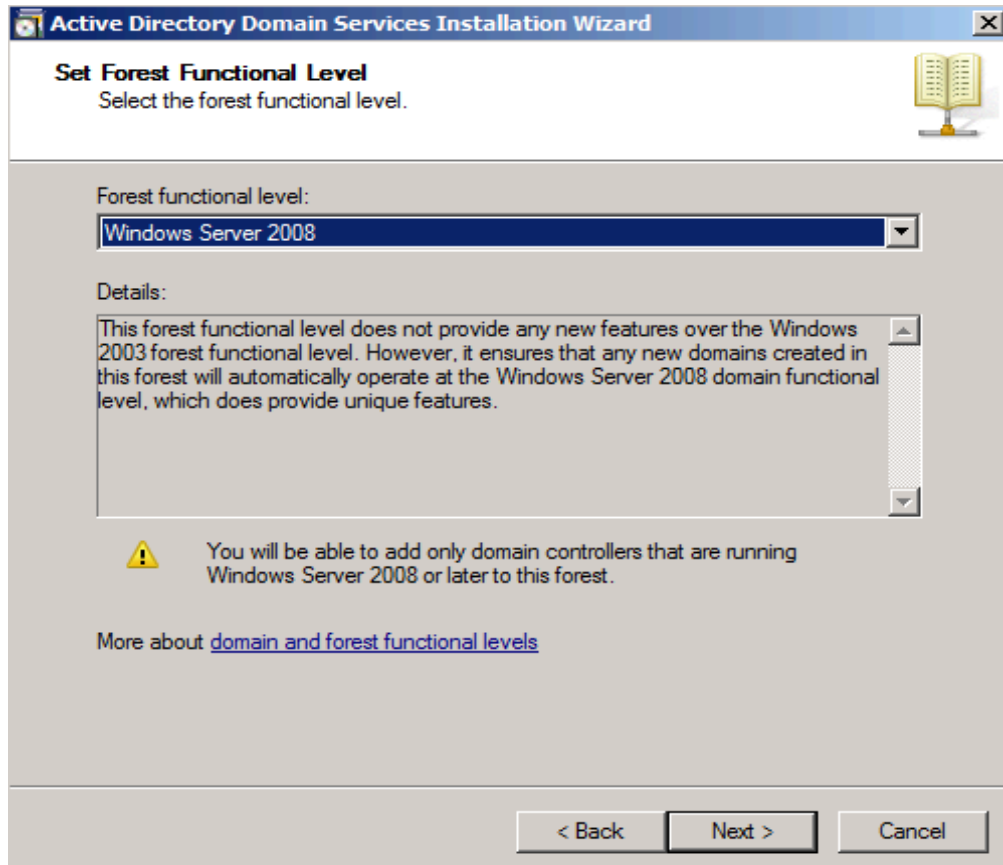 Active Directory Domain Services Installation Wizard
Set Forest Functional Level
Select the forest functional level.
Forest functional level:
Windows Server 2008
Details:
This forest functional level does not provide any new features over the Windows
2003 forest functional level. However, it ensures that any new domains created in
this forest will automatically operate at the Windows Server 2008 domain functional
level, which does provide unique features.
You will be able to add only domain controllers that are running
Windows Server 2008 or later to this forest.
More about domain and forest functional levels
< Back
Next >
Cancel